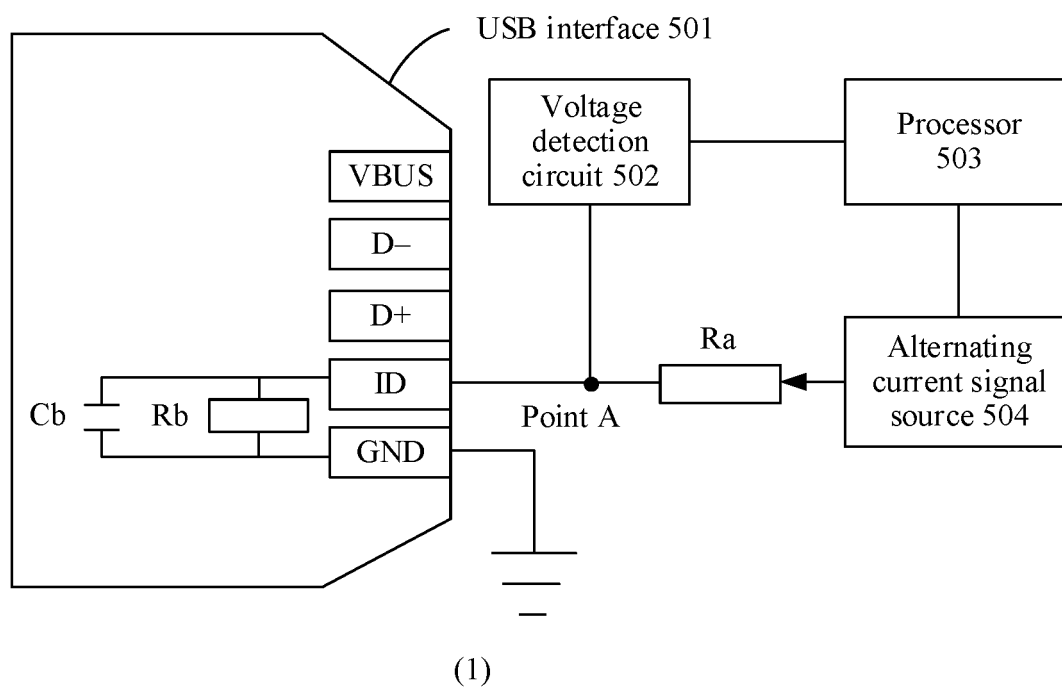 USB interface 501
Voltage
detection
circuit 502
Processor
503
VBUS
D–
D+
ID
GND
Cb
Rb
Point A
Ra
Alternating
current signal
source 504
(1)